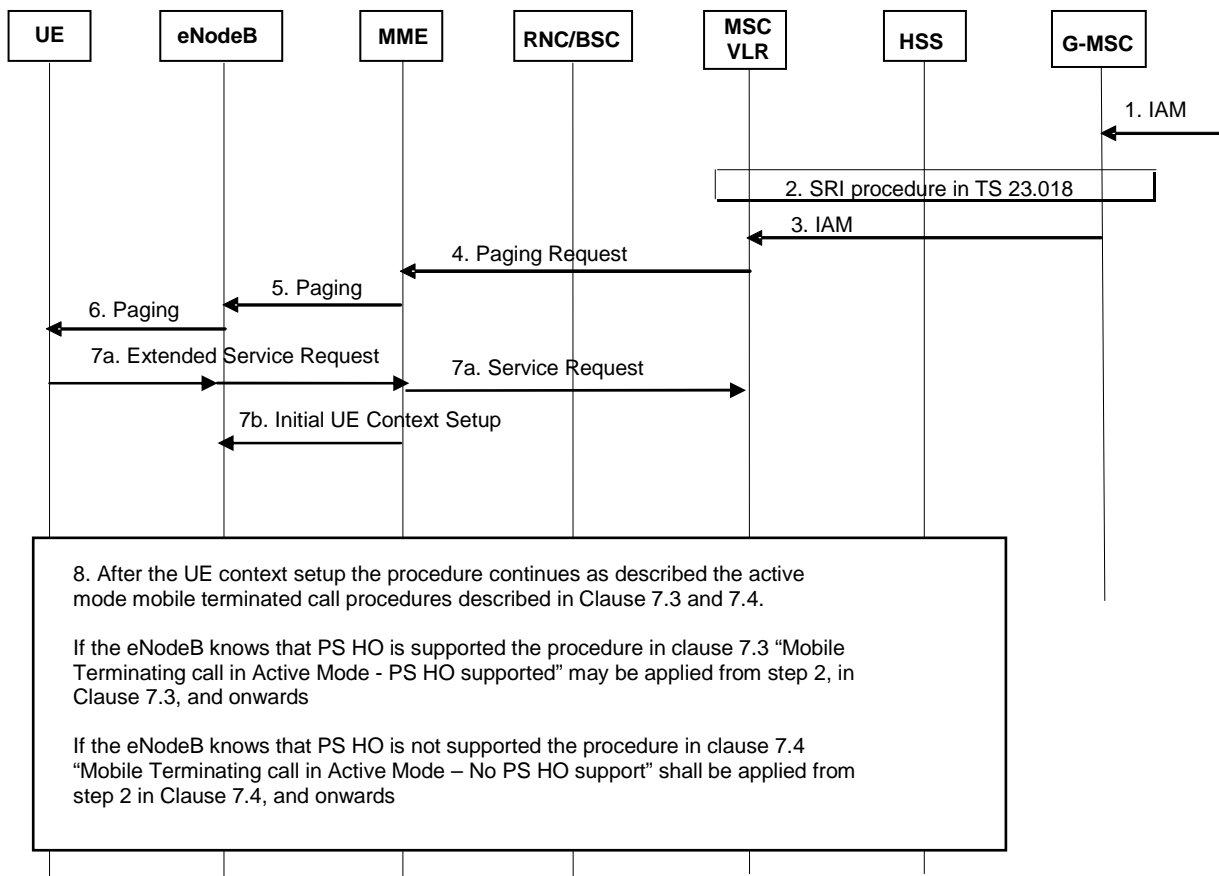 UE
eNodeB
MME
RNC/BSC
MSC
VLR
HSS
G-MSC
1. IAM
2. SRI procedure in TS 23.018
3. IAM
4. Paging Request
5. Paging
6. Paging
7a. Extended Service Request
7a. Service Request
7b. Initial UE Context Setup
8. After the UE context setup the procedure continues as described the active
mode mobile terminated call procedures described in Clause 7.3 and 7.4.
If the eNodeB knows that PS HO is supported the procedure in clause 7.3 “Mobile
Terminating call in Active Mode - PS HO supported” may be applied from step 2, in
Clause 7.3, and onwards
If the eNodeB knows that PS HO is not supported the procedure in clause 7.4
“Mobile Terminating call in Active Mode – No PS HO support” shall be applied from
step 2 in Clause 7.4, and onwards